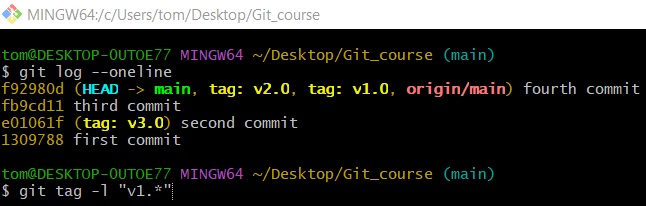 MINGW64:/c/Users/tom/Desktop/Git_course
tom@DESKTOP-OUTOE77 MINGW64 ~/Desktop/Git_course (main)
$ git log --oneline
f92980d (HEAD -> main, tag: v2.0, tag: v1.0, origin/main) fourth commit
fb9cd11 third commit
e01061f (tag: v3.0) second commit
1309788 first commit
tom@DESKTOP-OUTOE77 MINGW64 ~/Desktop/Git_course (main)
$ git tag -l "v1.*"